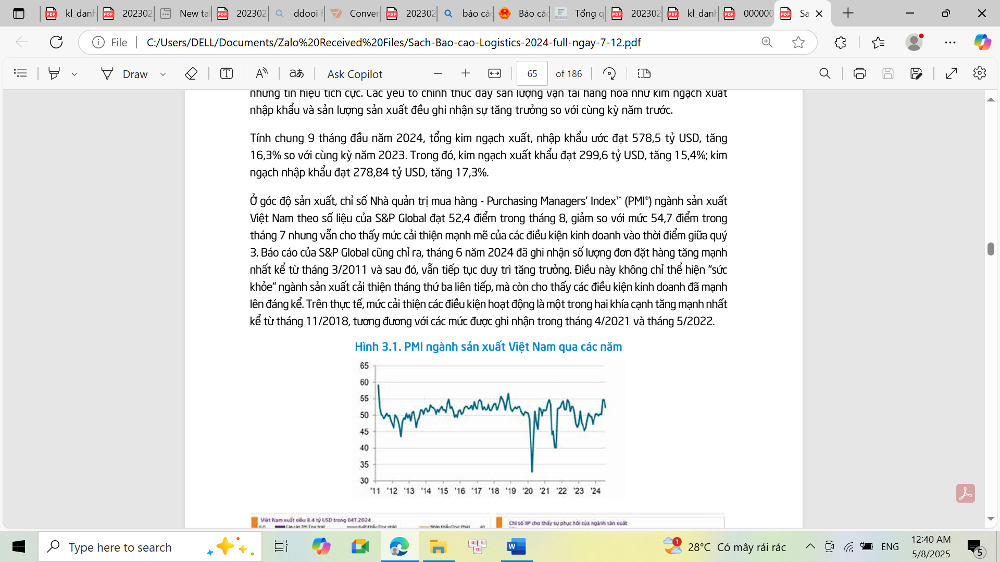 kl_danh
202302
New tab
202302
ddooi f
Conver
202302
báo cáo
Báo cáo
Tổng q
202302
kl_danh
000000
Sa
File
C:/Users/DELL/Documents/Zalo%20Received%20Files/Sach-Bao-cao-Logistics-2024-full-ngay-7-12.pdf
Draw
aあ
Ask Copilot
65
of 186
những tín hiệu tích cực. Các yếu tố chính thúc đẩy sản lượng vận tải hàng hóa như kim ngạch xuất
nhập khẩu và sản lượng sản xuất đều ghi nhận sự tăng trưởng so với cùng kỳ năm trước.
Tính chung 9 tháng đầu năm 2024, tổng kim ngạch xuất, nhập khẩu ước đạt 578,5 tỷ USD, tăng
16,3% so với cùng kỳ năm 2023. Trong đó, kim ngạch xuất khẩu đạt 299,6 tỷ USD, tăng 15,4%; kim
ngạch nhập khẩu đạt 278,84 tỷ USD, tăng 17,3%.
Ở góc độ sản xuất, chỉ số Nhà quản trị mua hàng - Purchasing Managers’ Index™ (PMI®) ngành sản xuất
Việt Nam theo số liệu của S&P Global đạt 52,4 điểm trong tháng 8, giảm so với mức 54,7 điểm trong
tháng 7 nhưng vẫn cho thấy mức cải thiện mạnh mẽ của các điều kiện kinh doanh vào thời điểm giữa quý
3. Báo cáo của S&P Global cũng chỉ ra, tháng 6 năm 2024 đã ghi nhận số lượng đơn đặt hàng tăng mạnh
nhất kể từ tháng 3/2011 và sau đó, vẫn tiếp tục duy trì tăng trưởng. Điều này không chỉ thể hiện “sức
khỏe” ngành sản xuất cải thiện tháng thứ ba liên tiếp, mà còn cho thấy các điều kiện kinh doanh đã mạnh
lên đáng kể. Trên thực tế, mức cải thiện các điều kiện hoạt động là một trong hai khía cạnh tăng mạnh nhất
kể từ tháng 11/2018, tương đương với các mức được ghi nhận trong tháng 4/2021 và tháng 5/2022.
Hình 3.1. PMI ngành sản xuất Việt Nam qua các năm
65
60
55
50
45
40
35
30
'11 '12 '13 '14 '15 '16 '17 '18 '19 '20 '21 '22 '23 '24
Việt Nam xuất siêu 8.4 tỷ USD trong 04T.2024
Chỉ số IIP cho thấy sự phục hồi của ngành sản xuất
Type here to search
1
28°C Có mây rải rác
ENG
12:40 AM
5/8/2025
5